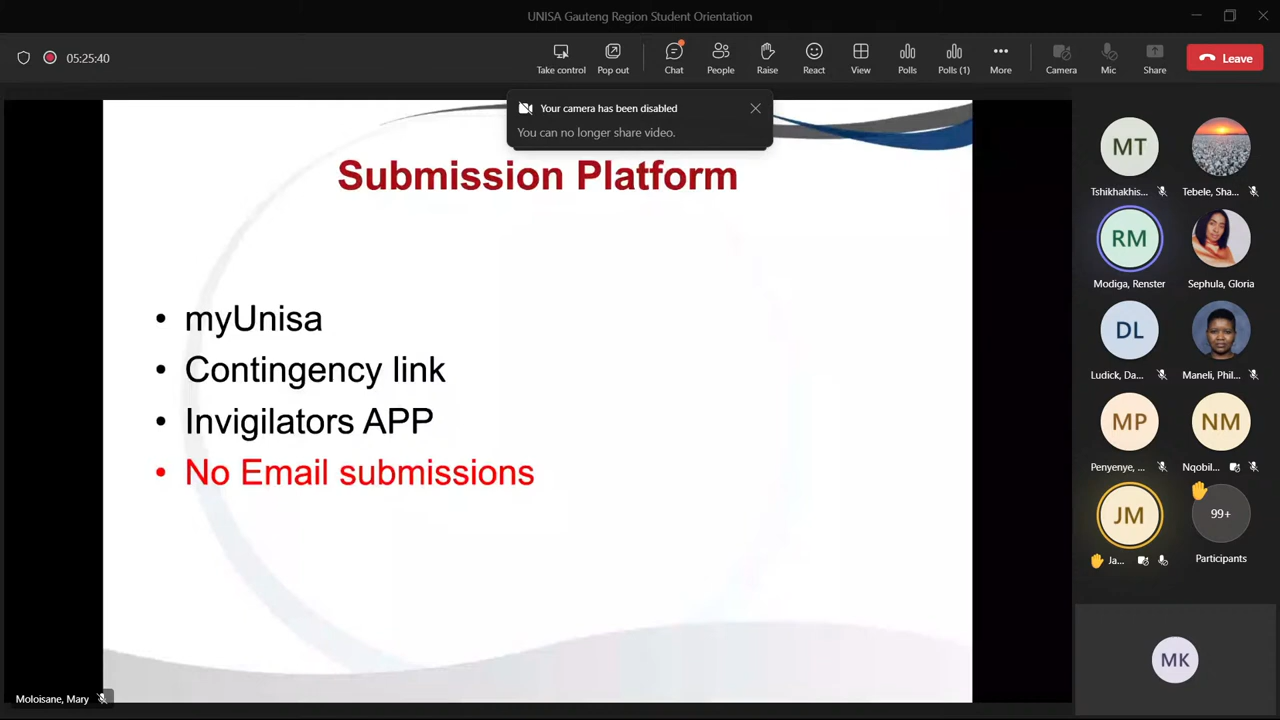 UNISA Gauteng Region Student Orientation
05:25:40
Take control
Pop out
Chat
People
Raise
React
View
Polls
Polls (1)
More
Camera
Mic
Share
Leave
Your camera has been disabled
You can no longer share video.
Submission Platform
• myUnisa
• Contingency link
• Invigilators APP
• No Email submissions
MT
Tshikhakhis...
Tebele, Sha...
RM
Modiga, Renster
Sephula, Gloria
DL
Ludick, Da...
Maneli, Phil...
MP
Penyenye, ...
NM
Nqobil...
JM
Ja...
99+
Participants
MK
Moloisane, Mary